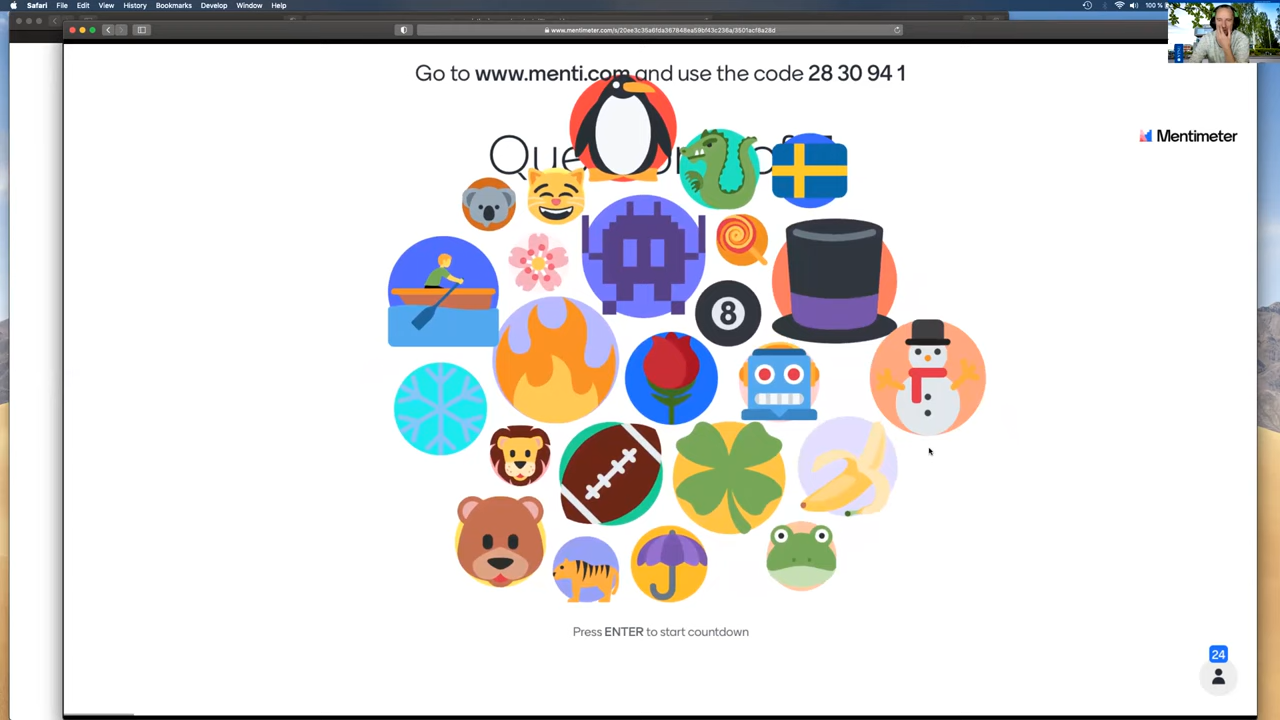 Safari File Edit View History Bookmarks Develop Window Help 100 %
Go to www.menti.com and use the code 28 30 94 1
Mentimeter
8
Press ENTER to start countdown
24